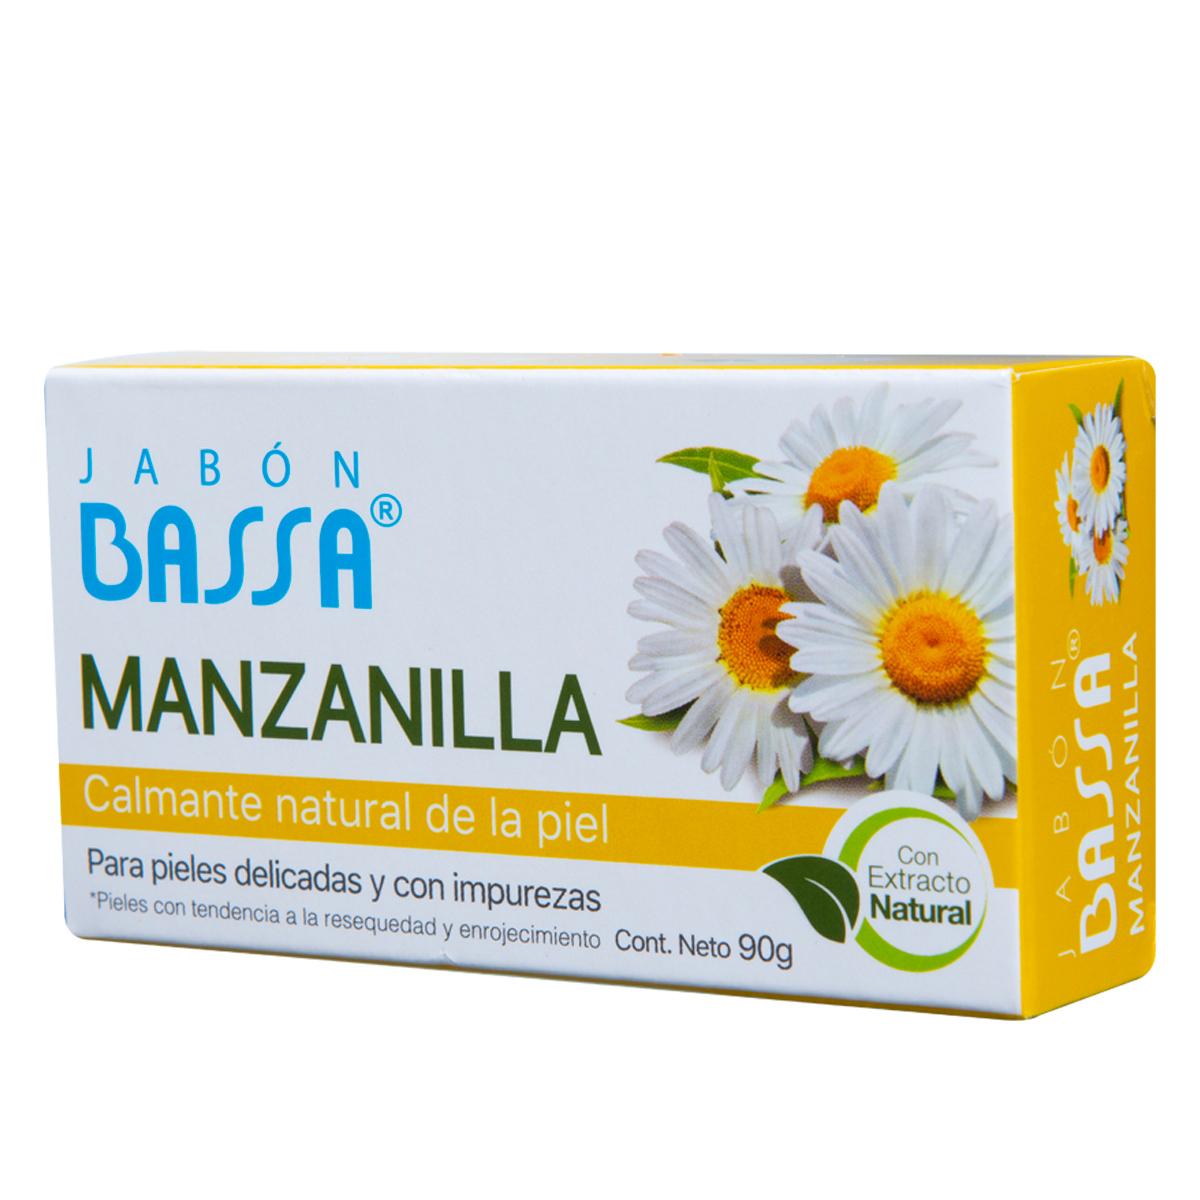 JABÓN
BASSA®
MANZANILLA
Calmante natural de la piel
Para pieles delicadas y con impurezas
*Pieles con tendencia a la resequedad y enrojecimiento
Cont. Neto 90g
Con
Extracto
Natural
JABÓN
BASSA®
MANZANILLA